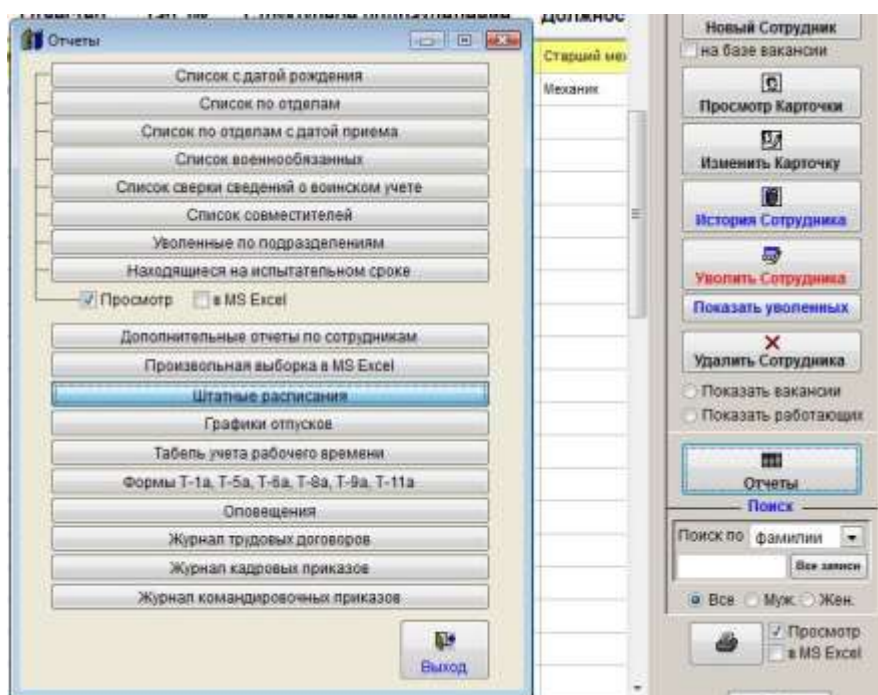 Отчеты
Список с датой рождения
Список по отделам
Список по отделам с датой приема
Список военнообязанных
Список сверки сведений о воинском учете
Список совместителей
Уволенные по подразделениям
Находящиеся на испытательном сроке
Просмотр в MS Excel
Дополнительные отчеты по сотрудникам
Произвольная выборка в MS Excel
Штатные расписания
Графики отпусков
Табель учета рабочего времени
Формы Т-1а, Т-5а, Т-6а, Т-8а, Т-9а, Т-11а
Оповещения
Журнал трудовых договоров
Журнал кадровых приказов
Журнал командировочных приказов
Выход
Должнос
Старший мех
Механик
Новый Сотрудник
на базе вакансии
Просмотр Карточки
Изменить Карточку
История Сотрудника
Уволить Сотрудника
Показать уволенных
Удалить Сотрудника
Показать вакансии
Показать работающих
Отчеты
Поиск
Поиск по фамилии
Все записи
Все Муж. Жен.
Просмотр
в MS Excel